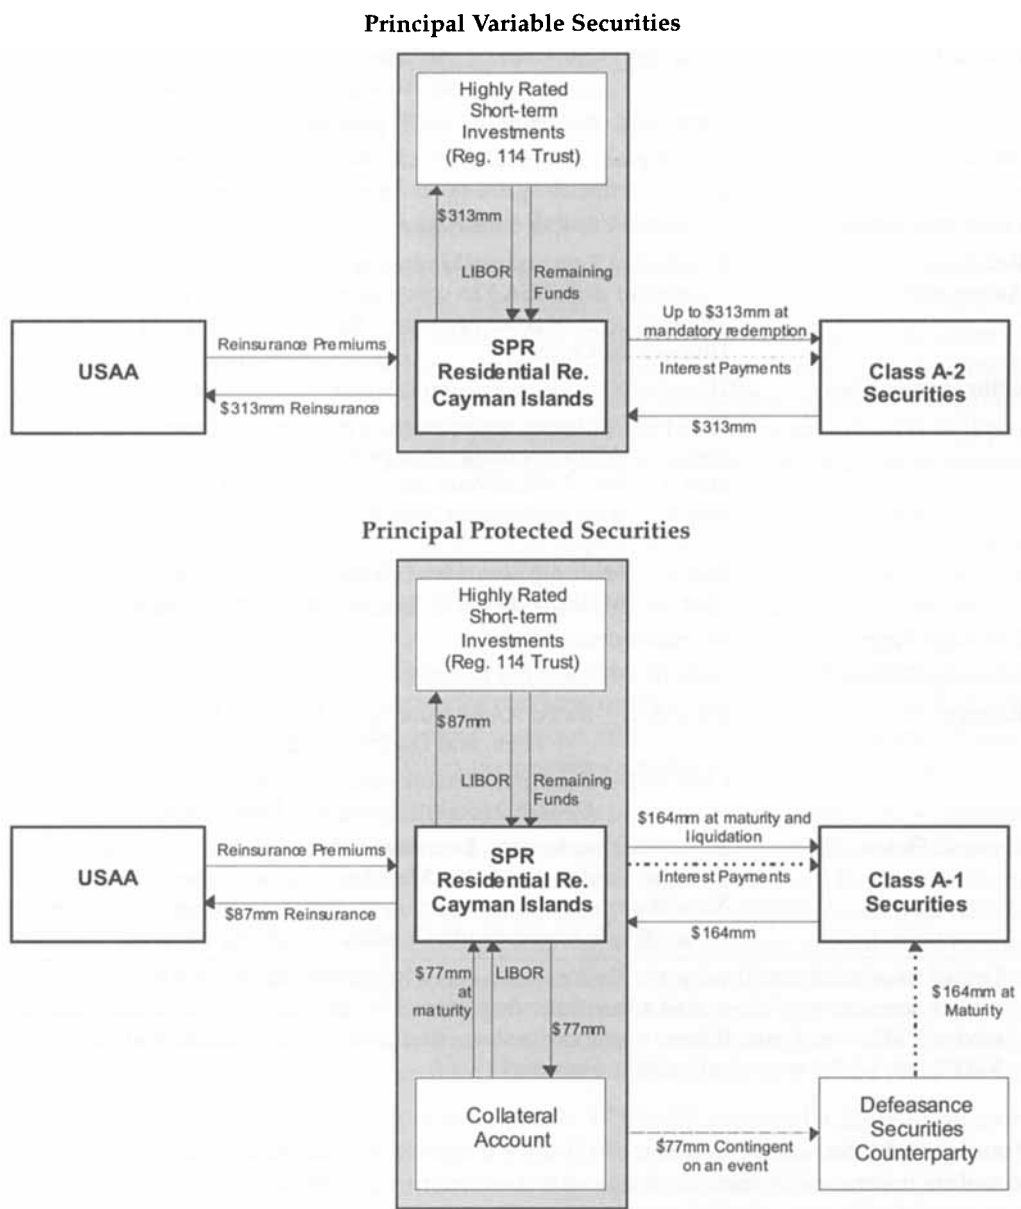 Principal Variable Securities
Highly Rated
Short-term
Investments
(Reg. 114 Trust)
$313mm
LIBOR
Remaining
Funds
USAA
Reinsurance Premiums
$313mm Reinsurance
SPR
Residential Re.
Cayman Islands
Up to $313mm at
mandatory redemption
Interest Payments
$313mm
Class A-2
Securities
Principal Protected Securities
Highly Rated
Short-term
Investments
(Reg. 114 Trust)
$87mm
LIBOR
Remaining
Funds
USAA
Reinsurance Premiums
$87mm Reinsurance
SPR
Residential Re.
Cayman Islands
$164mm at maturity and
liquidation
Interest Payments
$164mm
Class A-1
Securities
$77mm
at
maturity
LIBOR
$77mm
$164mm at
Maturity
Collateral
Account
$77mm Contingent
on an event
Defeasance
Securities
Counterparty